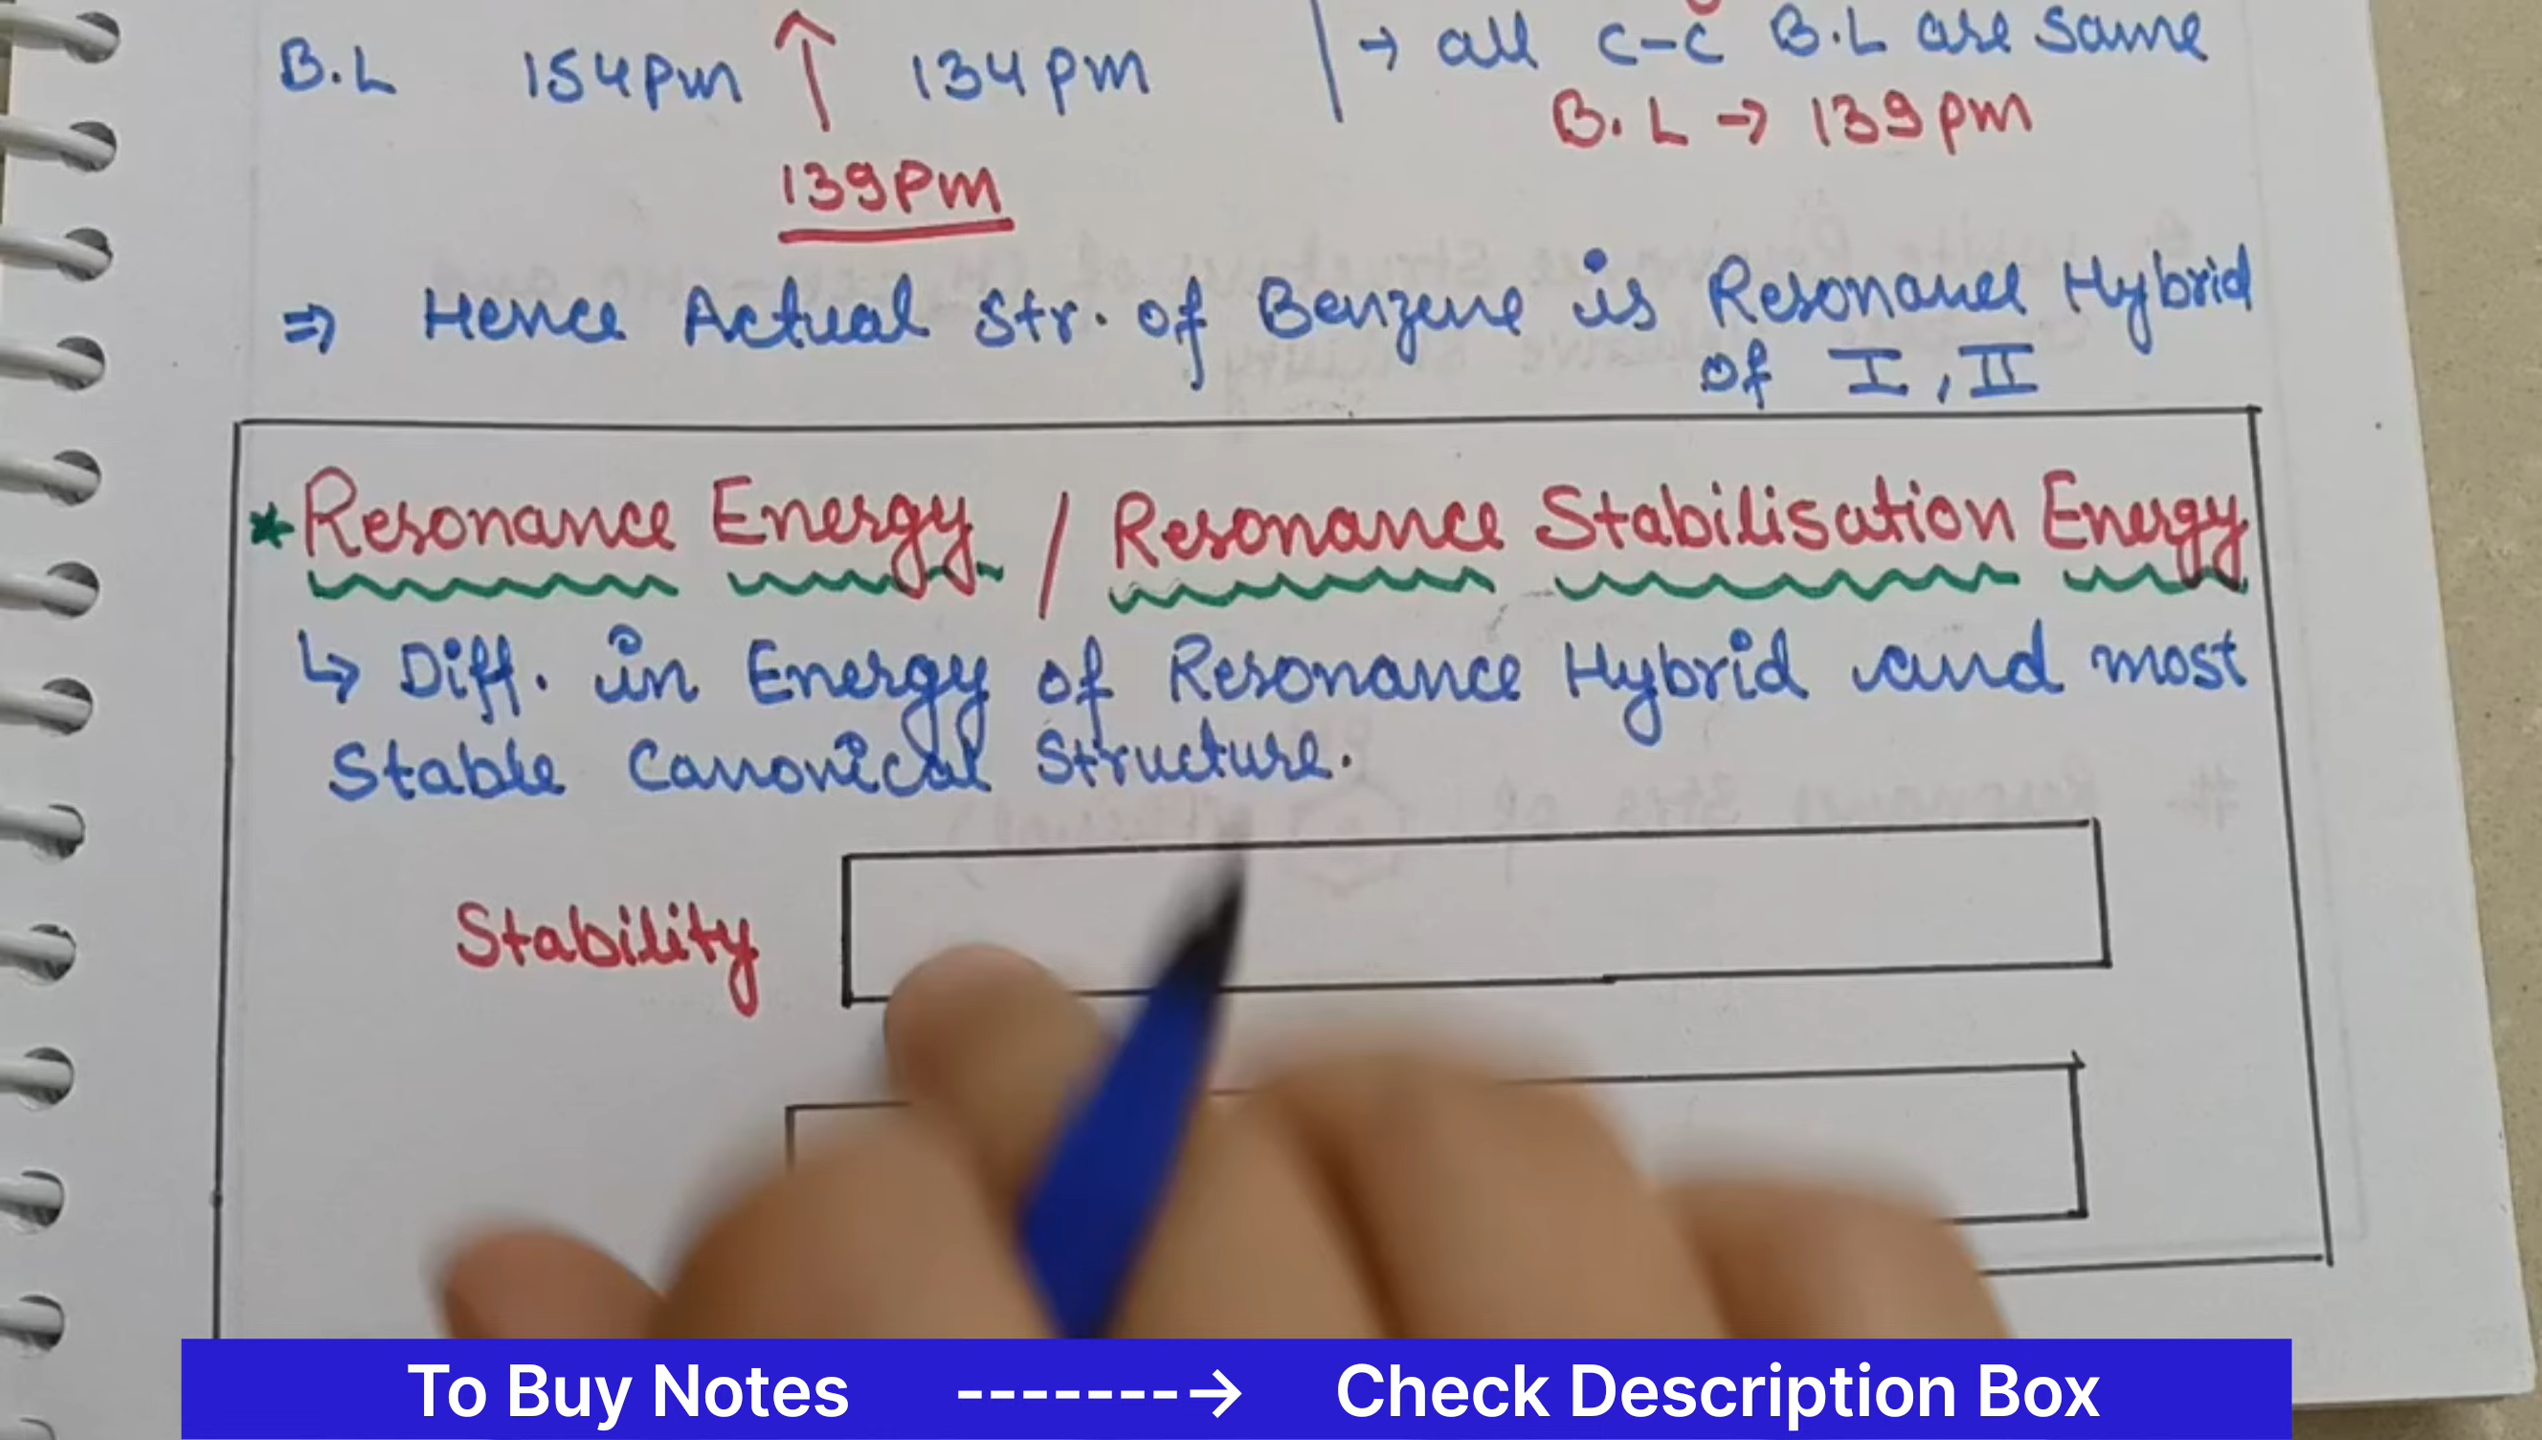 B.L 154pm ↑ 134pm
139Pm
→ all C-C B.L are same
B.L → 139pm
⇒ Hence Actual Str. of Benzene is Resonance Hybrid
of I, II
* Resonance Energy / Resonance Stabilisation Energy
↳ Diff. in Energy of Resonance Hybrid and most
Stable Canonical Structure.
Stability
To Buy Notes -------→ Check Description Box